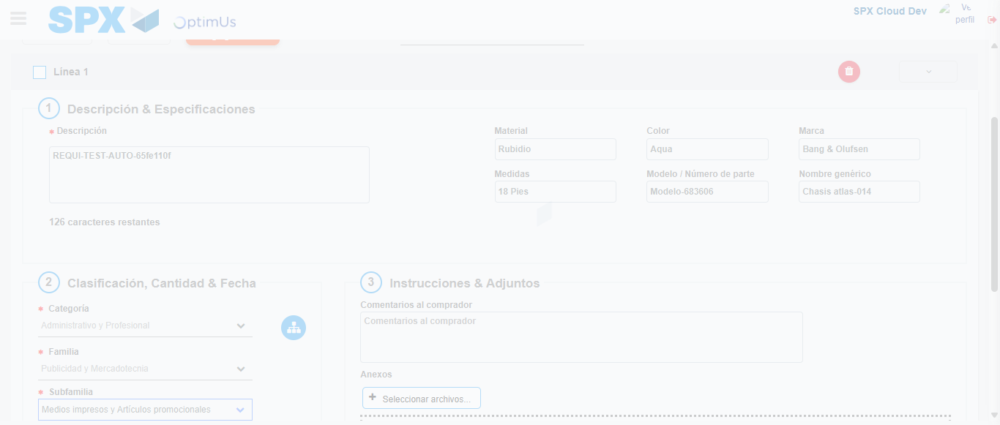 SPX
OptimUs
SPX Cloud Dev
Ve
perfil
Línea 1
1 Descripción & Especificaciones
* Descripción
REQUI-TEST-AUTO-65fe110f
126 caracteres restantes
Material
Rubidio
Color
Aqua
Marca
Bang & Olufsen
Medidas
18 Pies
Modelo / Número de parte
Modelo-683606
Nombre genérico
Chasis atlas-014
2 Clasificación, Cantidad & Fecha
* Categoría
Administrativo y Profesional
* Familia
Publicidad y Mercadotecnia
* Subfamilia
Medios impresos y Artículos promocionales
3 Instrucciones & Adjuntos
Comentarios al comprador
Comentarios al comprador
Anexos
+ Seleccionar archivos...